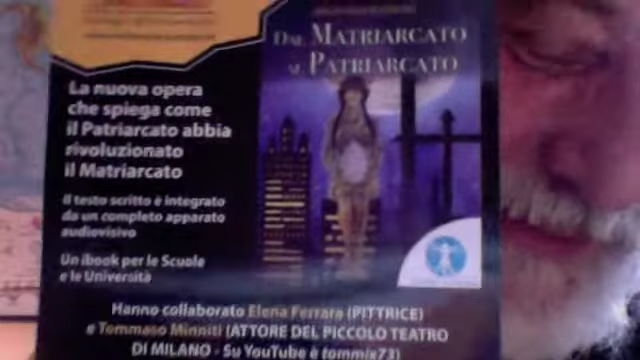 DAL MATRIARCATO
AL PATRIARCATO
La nuova opera
che spiega come
il Patriarcato abbia
rivoluzionato
il Matriarcato
Il testo scritto è integrato
da un completo apparato
audiovisivo
Un ibook per le Scuole
e le Università
Hanno collaborato Elena Ferrara (PITTRICE)
e Tommaso Minniti (ATTORE DEL PICCOLO TEATRO
DI MILANO - Su YouTube è tommix73)